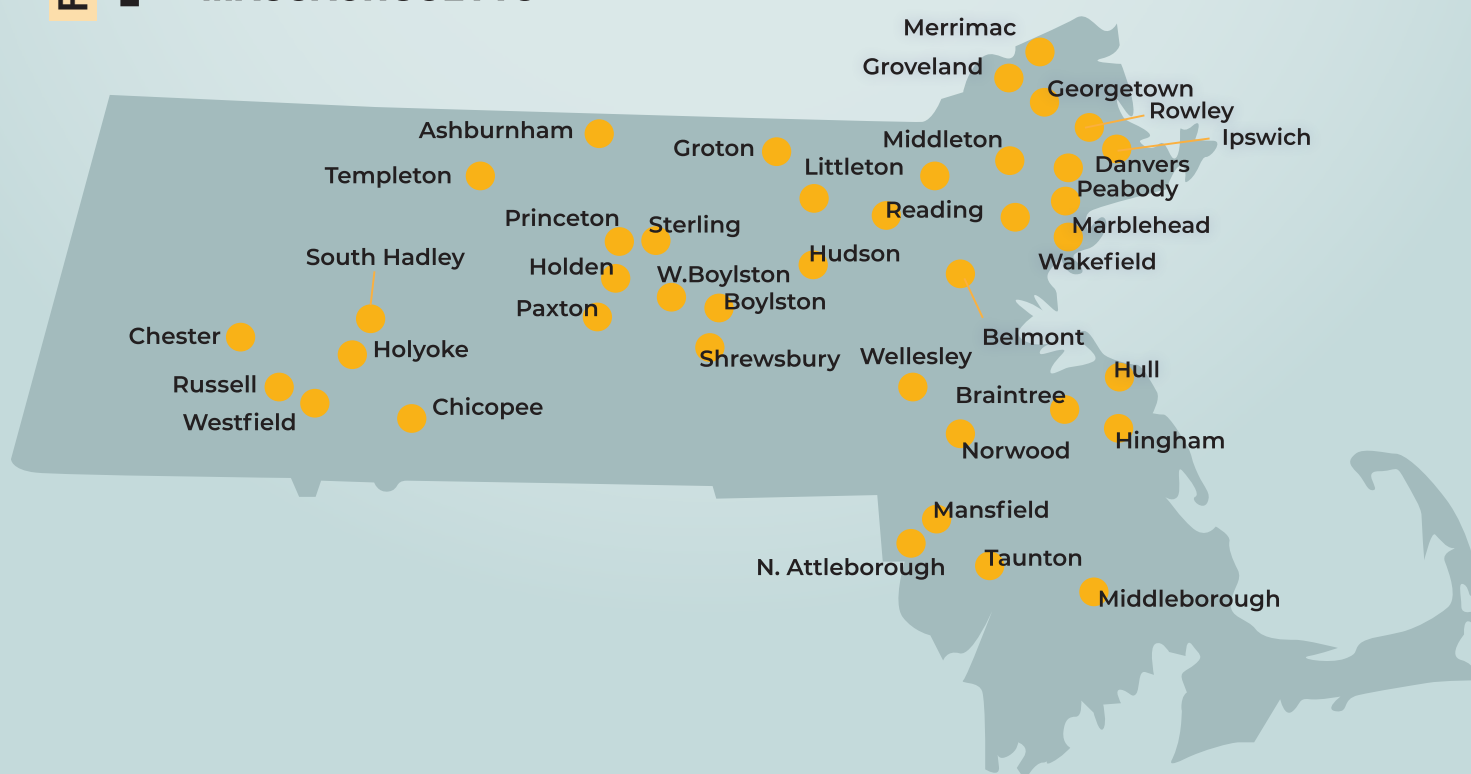 Merrimac
Groveland
Georgetown
Rowley
Ashburnham
Ipswich
Middleton
Groton
Danvers
Littleton
Templeton
Peabody
Reading
Princeton
Sterling
Marblehead
Hudson
South Hadley
Wakefield
Holden
W.Boylston
Boylston
Paxton
Chester
Belmont
Holyoke
Shrewsbury
Wellesley
Hull
Russell
Braintree
Chicopee
Westfield
Hingham
Norwood
Mansfield
Taunton
N. Attleborough
Middleborough